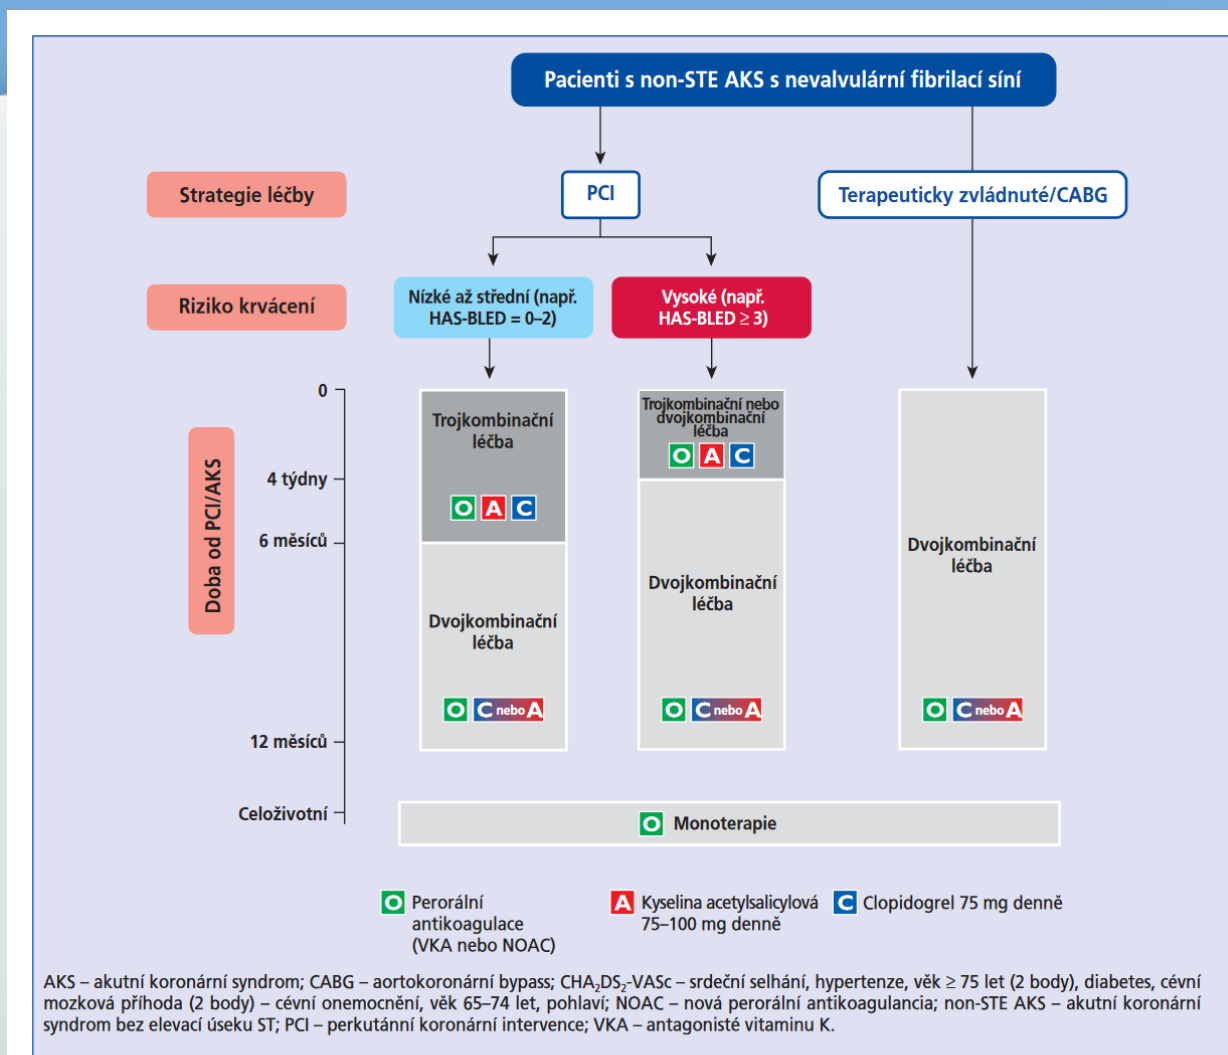 Pacienti s non-STE AKS s nevalvulární fibrilací síní
Strategie léčby
PCI
Terapeuticky zvládnuté/CABG
Riziko krvácení
Nízké až střední (např.
HAS-BLED = 0–2)
Vysoké (např.
HAS-BLED ≥ 3)
Doba od PCI/AKS
0
4 týdny
6 měsíců
12 měsíců
Celoživotní
Trojkombinační
léčba
O A C
Dvojkombinační
léčba
O C nebo A
Trojkombinační nebo
dvojkombinační
léčba
O A C
Dvojkombinační
léčba
O C nebo A
Dvojkombinační
léčba
O C nebo A
O Monoterapie
O Perorální
antikoagulace
(VKA nebo NOAC)
A Kyselina acetylsalicylová
75–100 mg denně
C Clopidogrel 75 mg denně
AKS – akutní koronární syndrom; CABG – aortokoronární bypass; CHA₂DS₂-VASc – srdeční selhání, hypertenze, věk ≥ 75 let (2 body), diabetes, cévní
mozková příhoda (2 body) – cévní onemocnění, věk 65–74 let, pohlaví; NOAC – nová perorální antikoagulancia; non-STE AKS – akutní koronární
syndrom bez elevací úseku ST; PCI – perkutánní koronární intervence; VKA – antagonisté vitaminu K.